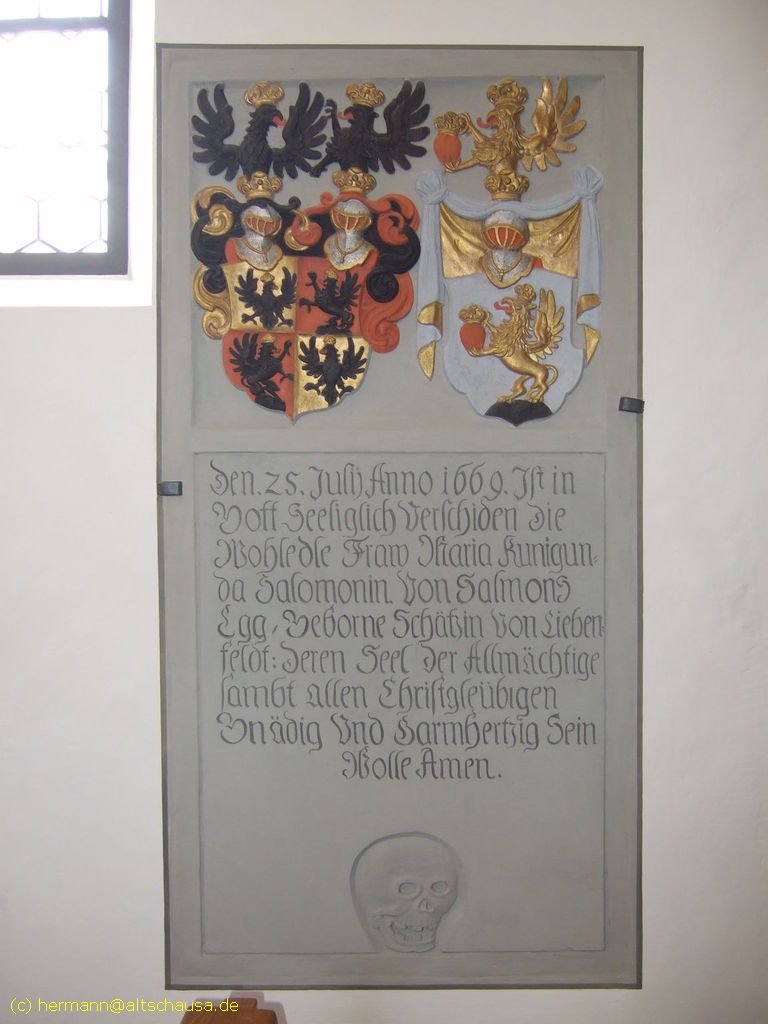 Den. 25. Julij Anno 1669. Ist in
Gott Seeliglich Verschiden die
Wohledle Fraw Maria Kunigun-
da Salomonin. Von Salmons
Egg, Geborne Schätzin Von Lieben-
feldt: Deren Seel Der Allmächtige
sambt allen Christgleübigen
Gnädig Vnd Barmhertzig Sein
Wolle Amen.
(c) hermann@altschausa.de